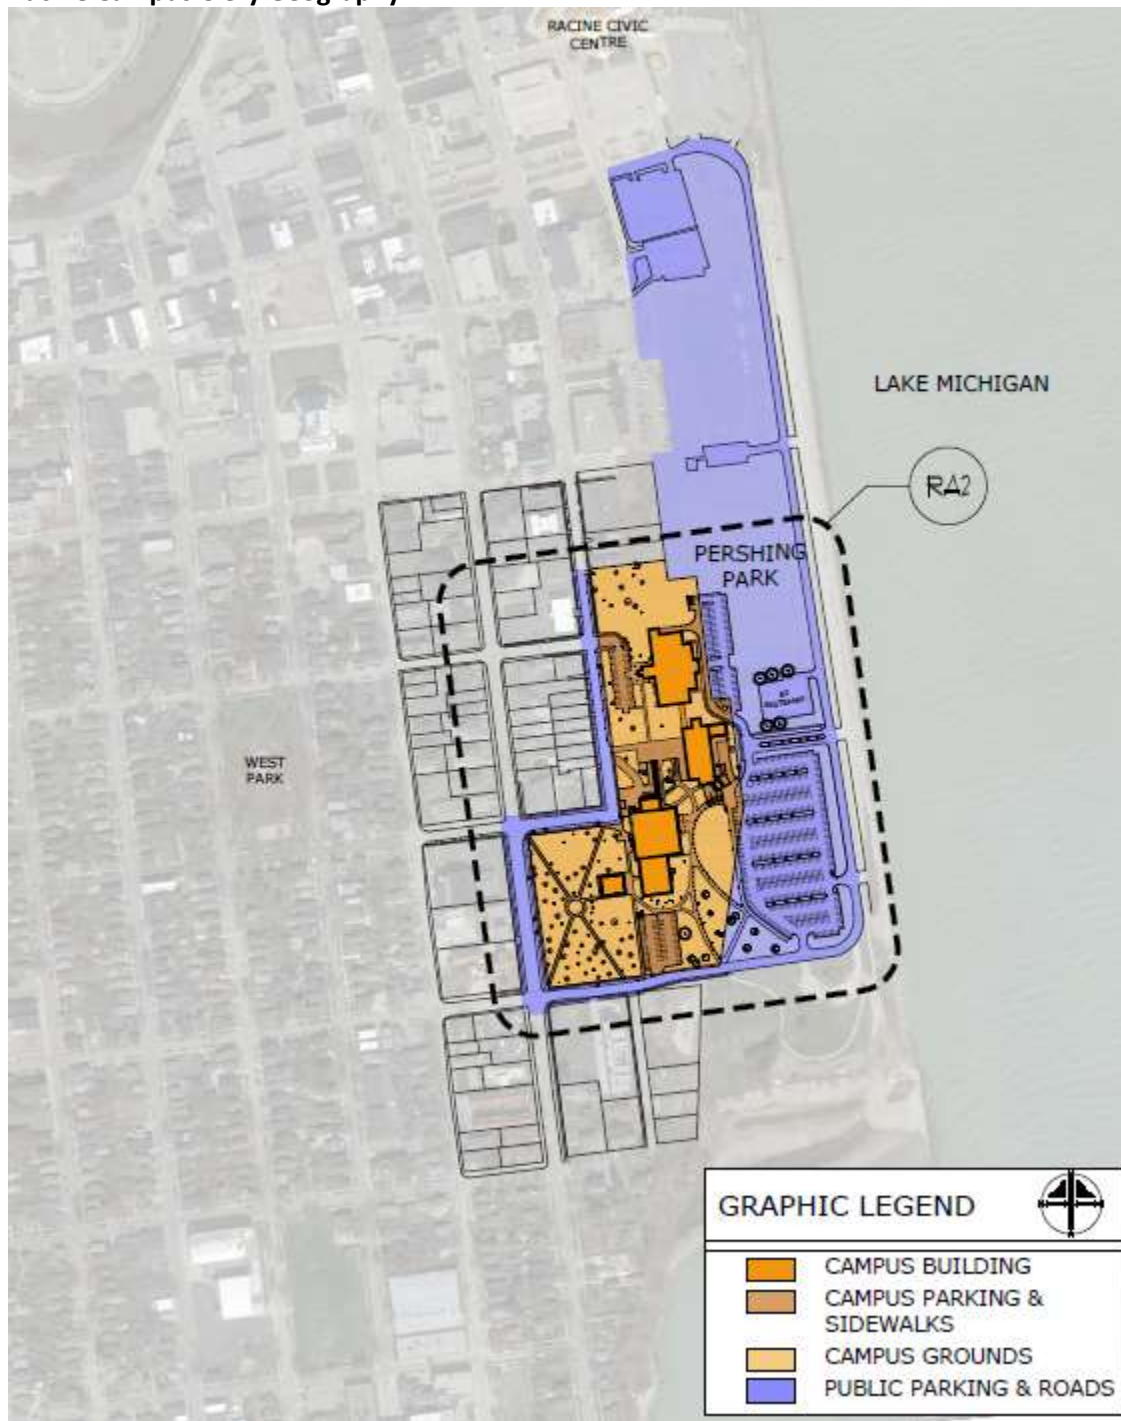 RACINE CIVIC
CENTRE
LAKE MICHIGAN
RA2
PERSHING
PARK
WEST
PARK
GRAPHIC LEGEND
CAMPUS BUILDING
CAMPUS PARKING &
SIDEWALKS
CAMPUS GROUNDS
PUBLIC PARKING & ROADS